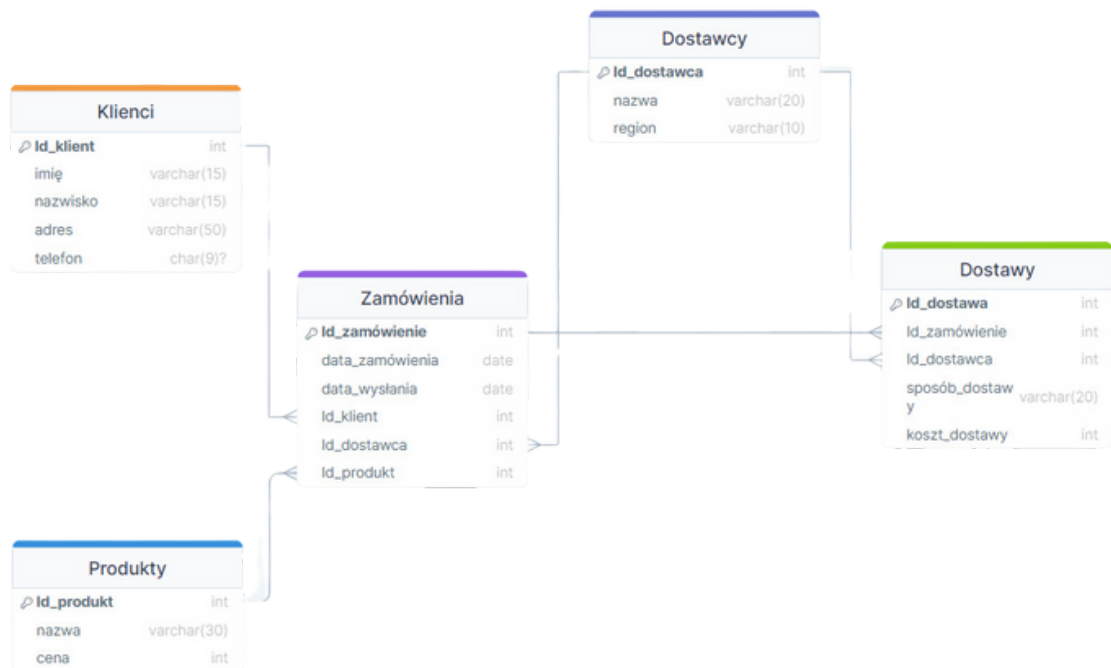 Dostawcy
Id_dostawca int
nazwa varchar(20)
region varchar(10)
Klienci
Id_klient int
imię varchar(15)
nazwisko varchar(15)
adres varchar(50)
telefon char(9)?
Dostawy
Id_dostawa int
Id_zamówienie int
Id_dostawca int
sposób_dostaw
y varchar(20)
koszt_dostawy int
Zamówienia
Id_zamówienie int
data_zamówienia date
data_wysłania date
Id_klient int
Id_dostawca int
Id_produkt int
Produkty
Id_produkt int
nazwa varchar(30)
cena int